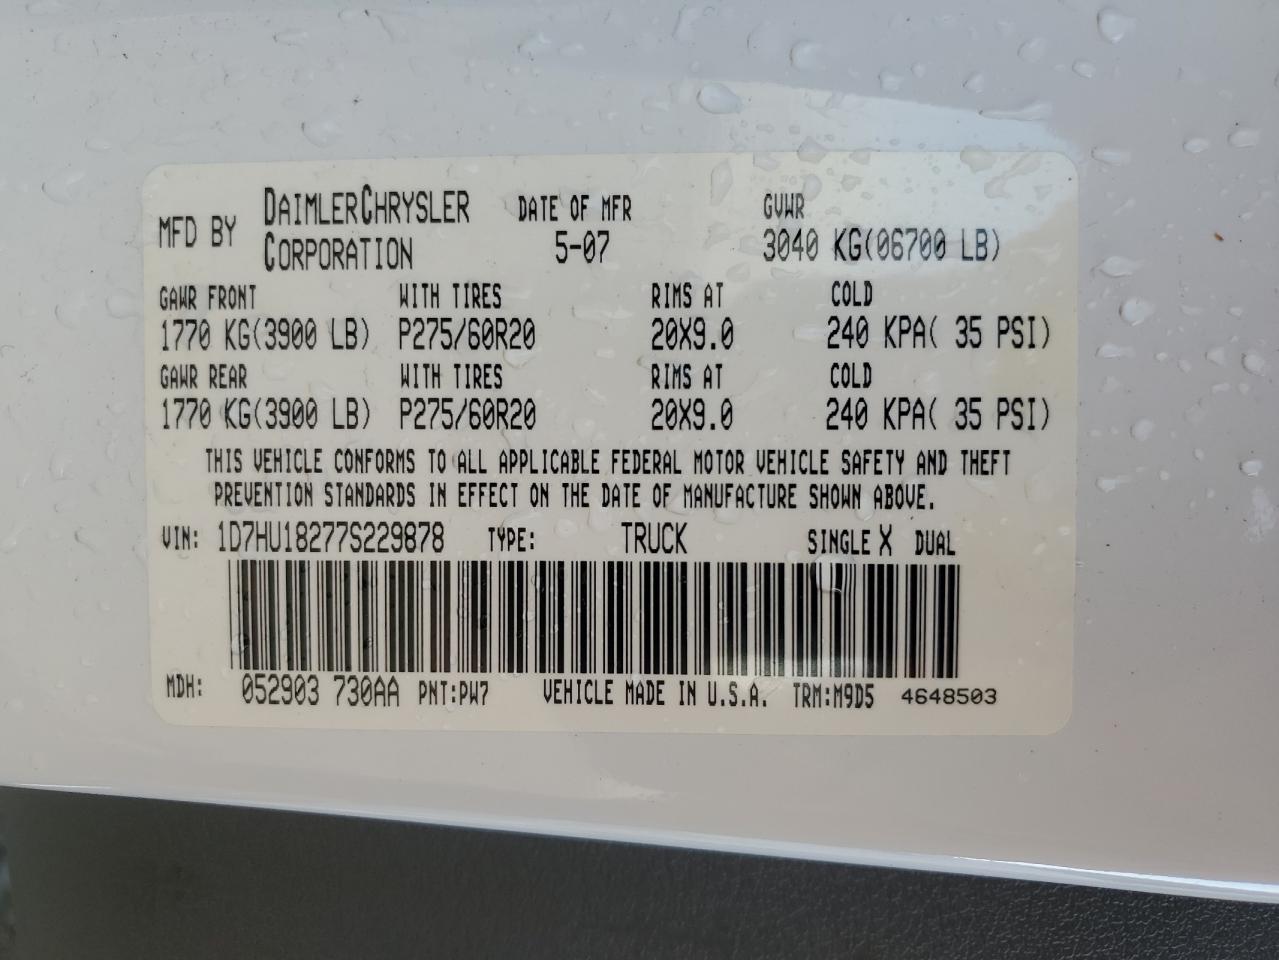 MFD BY DAIMLERCHRYSLER CORPORATION DATE OF MFR 5-07 GVWR 3040 KG(06700 LB)
GAWR FRONT WITH TIRES RIMS AT COLD
1770 KG(3900 LB) P275/60R20 20X9.0 240 KPA( 35 PSI)
GAWR REAR WITH TIRES RIMS AT COLD
1770 KG(3900 LB) P275/60R20 20X9.0 240 KPA( 35 PSI)
THIS VEHICLE CONFORMS TO ALL APPLICABLE FEDERAL MOTOR VEHICLE SAFETY AND THEFT
PREVENTION STANDARDS IN EFFECT ON THE DATE OF MANUFACTURE SHOWN ABOVE.
VIN: 1D7HU18277S229878 TYPE: TRUCK SINGLE X DUAL
MDH: 052903 730AA PNT:PW7 VEHICLE MADE IN U.S.A. TRM:M9D5 4648503